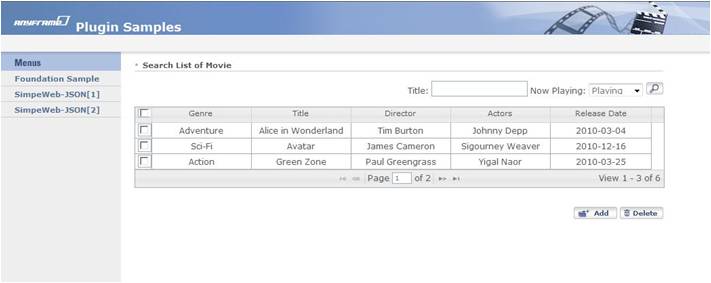 ANYFRAME Plugin Samples
Menus
Foundation Sample
SimpeWeb-JSON[1]
SimpeWeb-JSON[2]
Search List of Movie
Title: Now Playing: Playing
Genre Title Director Actors Release Date
Adventure Alice in Wonderland Tim Burton Johnny Depp 2010-03-04
Sci-Fi Avatar James Cameron Sigourney Weaver 2010-12-16
Action Green Zone Paul Greengrass Yigal Naor 2010-03-25
Page 1 of 2 View 1 - 3 of 6
Add Delete